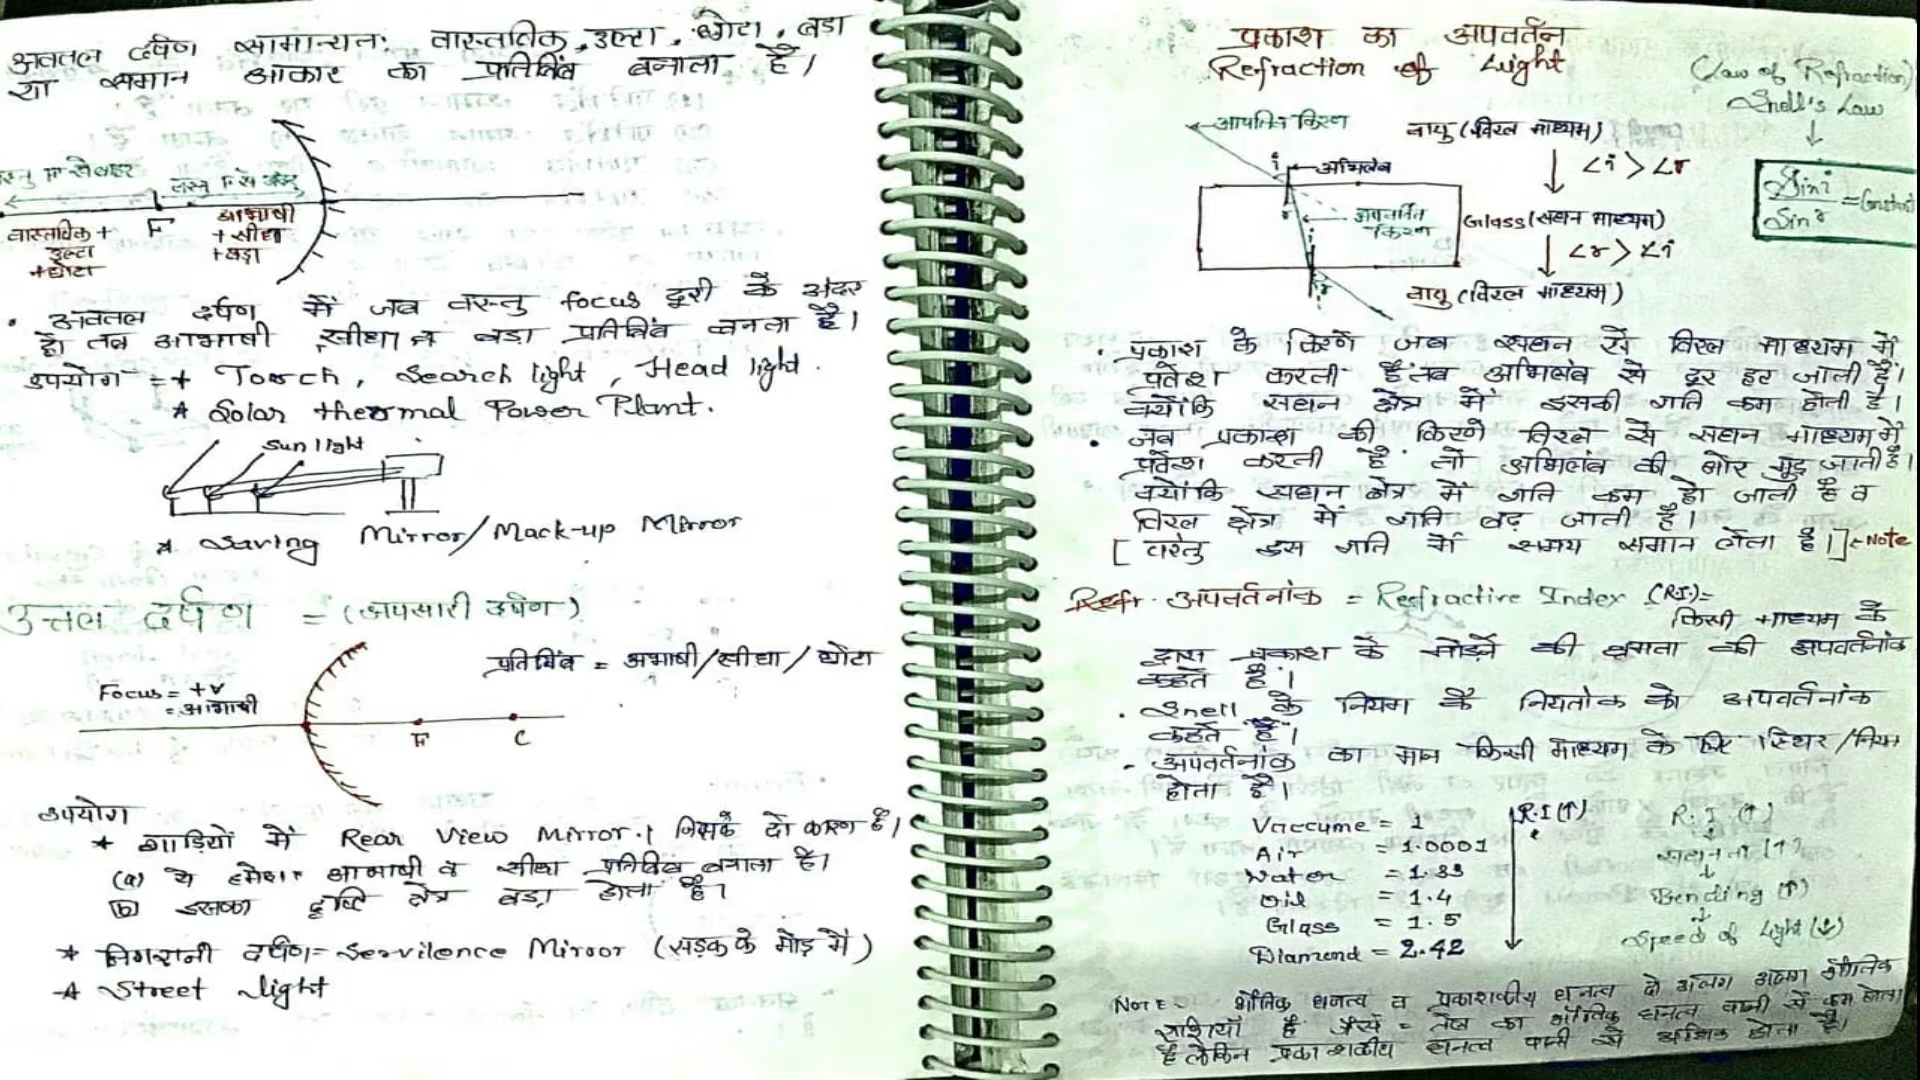 अवतल दर्पण सामान्यतः वास्तविक, उल्टा, छोटा, बड़ा
या समान आकार का प्रतिबिंब बनाता है।
वस्तु F से बाहर
वस्तु F से अंदर
F
वास्तविक +
उल्टा
+छोटा
आभाषी
+ सीधा
+बड़ा
• अवतल दर्पण में जब वस्तु focus दूरी के अंदर
हो तब आभाषी सीधा व बड़ा प्रतिबिंब बनता है।
उपयोग = * Torch, Search light, Head light.
* Solar thermal Power Plant.
Sun light
* Saving Mirror/Mack-up Mirror
उत्तल दर्पण = (अपसारी दर्पण)
प्रतिबिंब = अभाषी/सीधा/छोटा
Focus = +v
= आभाषी
F
C
उपयोग
* गाड़ियों में Rear View Mirror.। जिसके दो कारण है।
(a) ये हमेशा आभाषी व सीधा प्रतिबिंब बनाता है।
(b) इसका दृष्टि क्षेत्र बड़ा होता है।
* निगरानी दर्पण= Servilence Mirror (सड़क के मोड़ में)
* Street light
प्रकाश का अपवर्तन
Refraction of Light
(Law of Refraction)
Snell's Law
Sin i
Sin r
= Constant
आपतित किरण
i
अभिलंब
r
अपवर्तित
किरण
i
r
वायु (विरल माध्यम)
∠i > ∠r
Glass (सघन माध्यम)
∠r > ∠i
वायु (विरल माध्यम)
• प्रकाश के किरणें जब सघन से विरल माध्यम में
प्रवेश करती है तब अभिलंब से दूर हट जाती है।
क्योंकि सघन क्षेत्र में इसकी गति कम होती है।
• जब प्रकाश की किरणे विरल से सघन माध्यम में
प्रवेश करती है तो अभिलंब की ओर मुड़ जाती है।
क्योंकि सघन क्षेत्र में गति कम हो जाती है व
विरल क्षेत्र में गति बढ़ जाती है।
[परंतु इस गति में समय समान होता है।] ←Note
Refr. अपवर्तनांक = Refractive Index (R.I.)=
किसी माध्यम के
द्वारा प्रकाश के मोड़ने की क्षमता को अपवर्तनांक
कहते है।
• Snell के नियम के नियतांक को अपवर्तनांक
कहते है।
• अपवर्तनांक का मान किसी माध्यम के लिए स्थिर/
होता है।
Vaccume = 1
Air = 1.0001
Water = 1.33
Oil = 1.4
Glass = 1.5
Diamond = 2.42
R.I (↑)
R.I (↑)
↓
सघनता (↑)
↓
Bending (↑)
↓
Speed of Light (↓)
Note भौतिक घनत्व व प्रकाशकीय घनत्व दो अलग अलग भौतिक
राशियाँ है जैसे = तेल का भौतिक घनत्व पानी से कम होता
है लेकिन प्रकाशकीय घनत्व पानी से अधिक होता है।